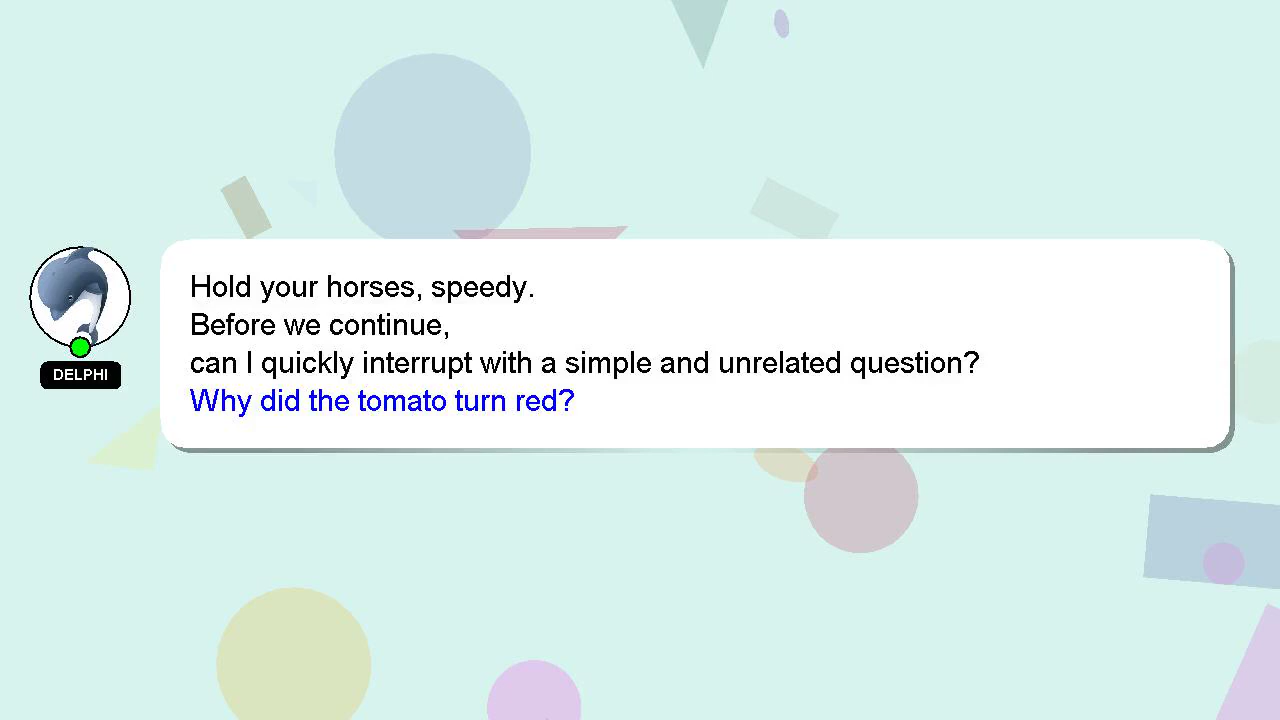 Hold your horses, speedy.
Before we continue,
can I quickly interrupt with a simple and unrelated question?
Why did the tomato turn red?
DELPHI